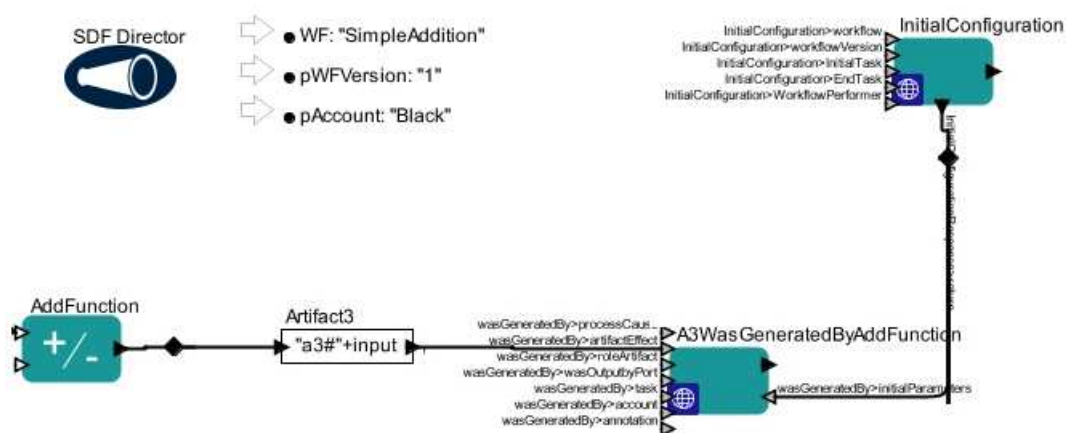 SDF Director
WF: "SimpleAddition"
pWFVersion: "1"
pAccount: "Black"
InitialConfiguration
InitialConfiguration>workflow
InitialConfiguration>workflowVersion
InitialConfiguration>InitialTask
InitialConfiguration>EndTask
InitialConfiguration>WorkflowPerformer
AddFunction
+/-
Artifact3
"a3#"+input
A3WasGeneratedByAddFunction
wasGeneratedBy>processCaus...
wasGeneratedBy>artifactEffect
wasGeneratedBy>roleArtifact
wasGeneratedBy>wasOutputbyPort
wasGeneratedBy>task
wasGeneratedBy>account
wasGeneratedBy>annotation
wasGeneratedBy>initialParameters